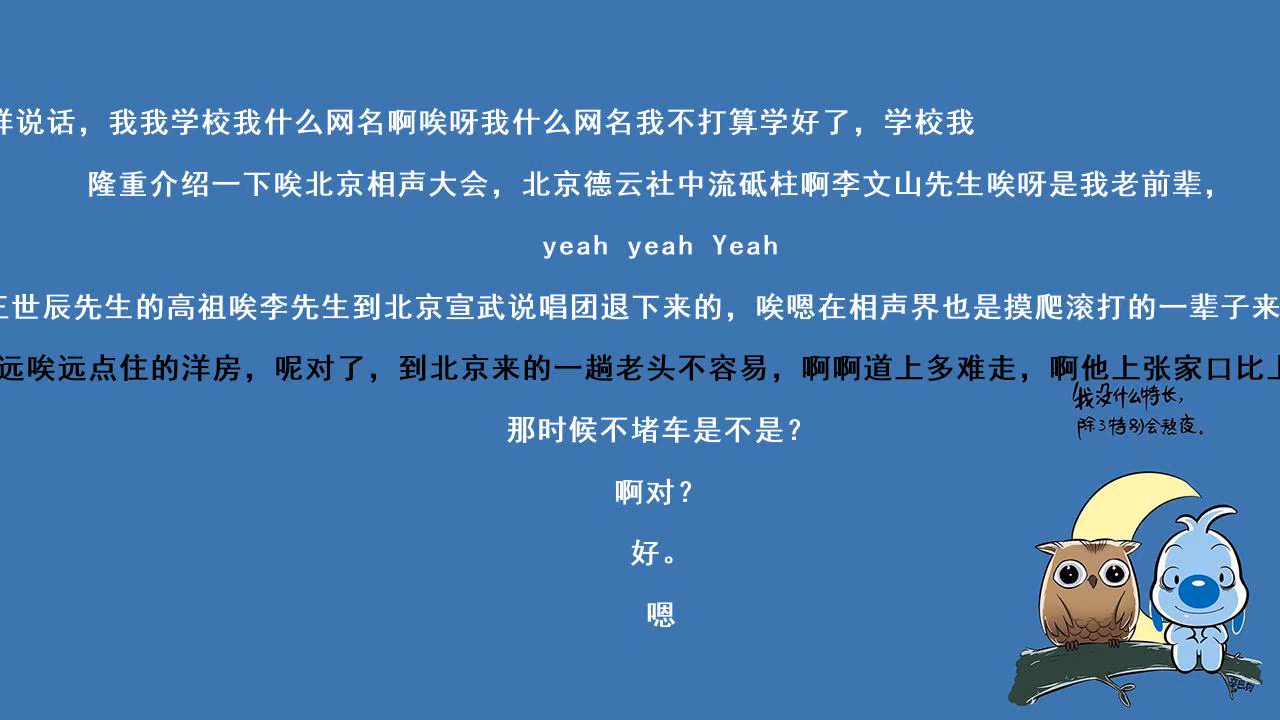 样说话，我我学校我什么网名啊唉呀我什么网名我不打算学好了，学校我
隆重介绍一下唉北京相声大会，北京德云社中流砥柱啊李文山先生唉呀是我老前辈，
yeah yeah Yeah
王世辰先生的高祖唉李先生到北京宣武说唱团退下来的，唉嗯在相声界也是摸爬滚打的一辈子来
远唉远点住的洋房，呢对了，到北京来的一趟老头不容易，啊啊道上多难走，啊他上张家口比上
我没什么特长，
除了特别会熬夜。
那时候不堵车是不是？
啊对？
好。
嗯